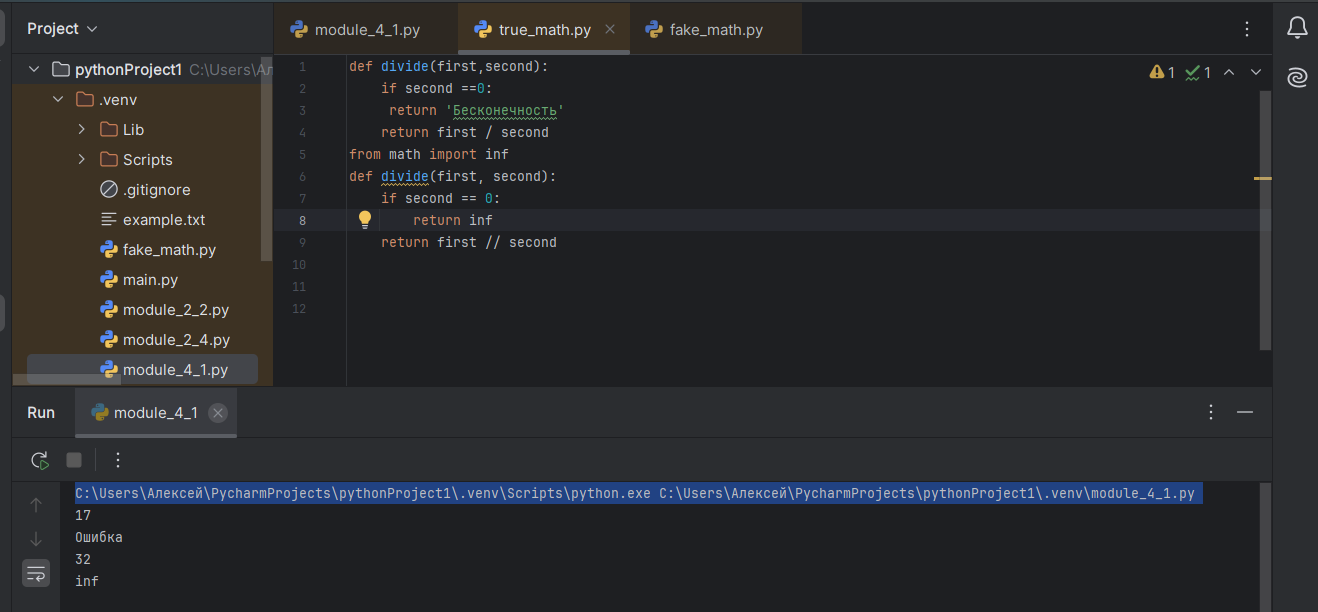 Project
module_4_1.py
true_math.py
fake_math.py
pythonProject1 C:\Users\Ал
.venv
Lib
Scripts
.gitignore
example.txt
fake_math.py
main.py
module_2_2.py
module_2_4.py
module_4_1.py
1 def divide(first,second):
2 if second ==0:
3 return 'Бесконечность'
4 return first / second
5 from math import inf
6 def divide(first, second):
7 if second == 0:
8 return inf
9 return first // second
10
11
12
1 1
Run module_4_1
C:\Users\Алексей\PycharmProjects\pythonProject1\.venv\Scripts\python.exe C:\Users\Алексей\PycharmProjects\pythonProject1\.venv\module_4_1.py
17
Ошибка
32
inf